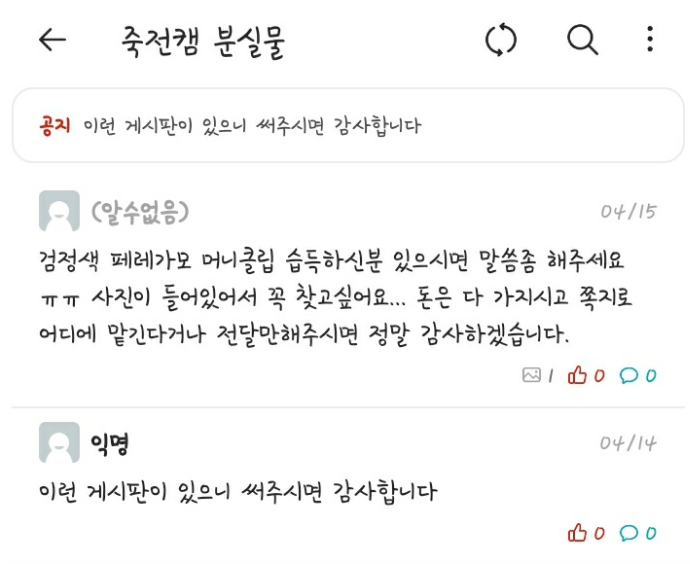 죽전캠 분실물
공지 이런 게시판이 있으니 써주시면 감사합니다
(알수없음) 04/15
검정색 페레가모 머니클립 습득하신분 있으시면 말씀좀 해주세요
ㅠㅠ 사진이 들어있어서 꼭 찾고싶어요... 돈은 다 가지시고 쪽지로
어디에 맡긴다거나 전달만해주시면 정말 감사하겠습니다.
1 0 0
익명 04/14
이런 게시판이 있으니 써주시면 감사합니다
0 0